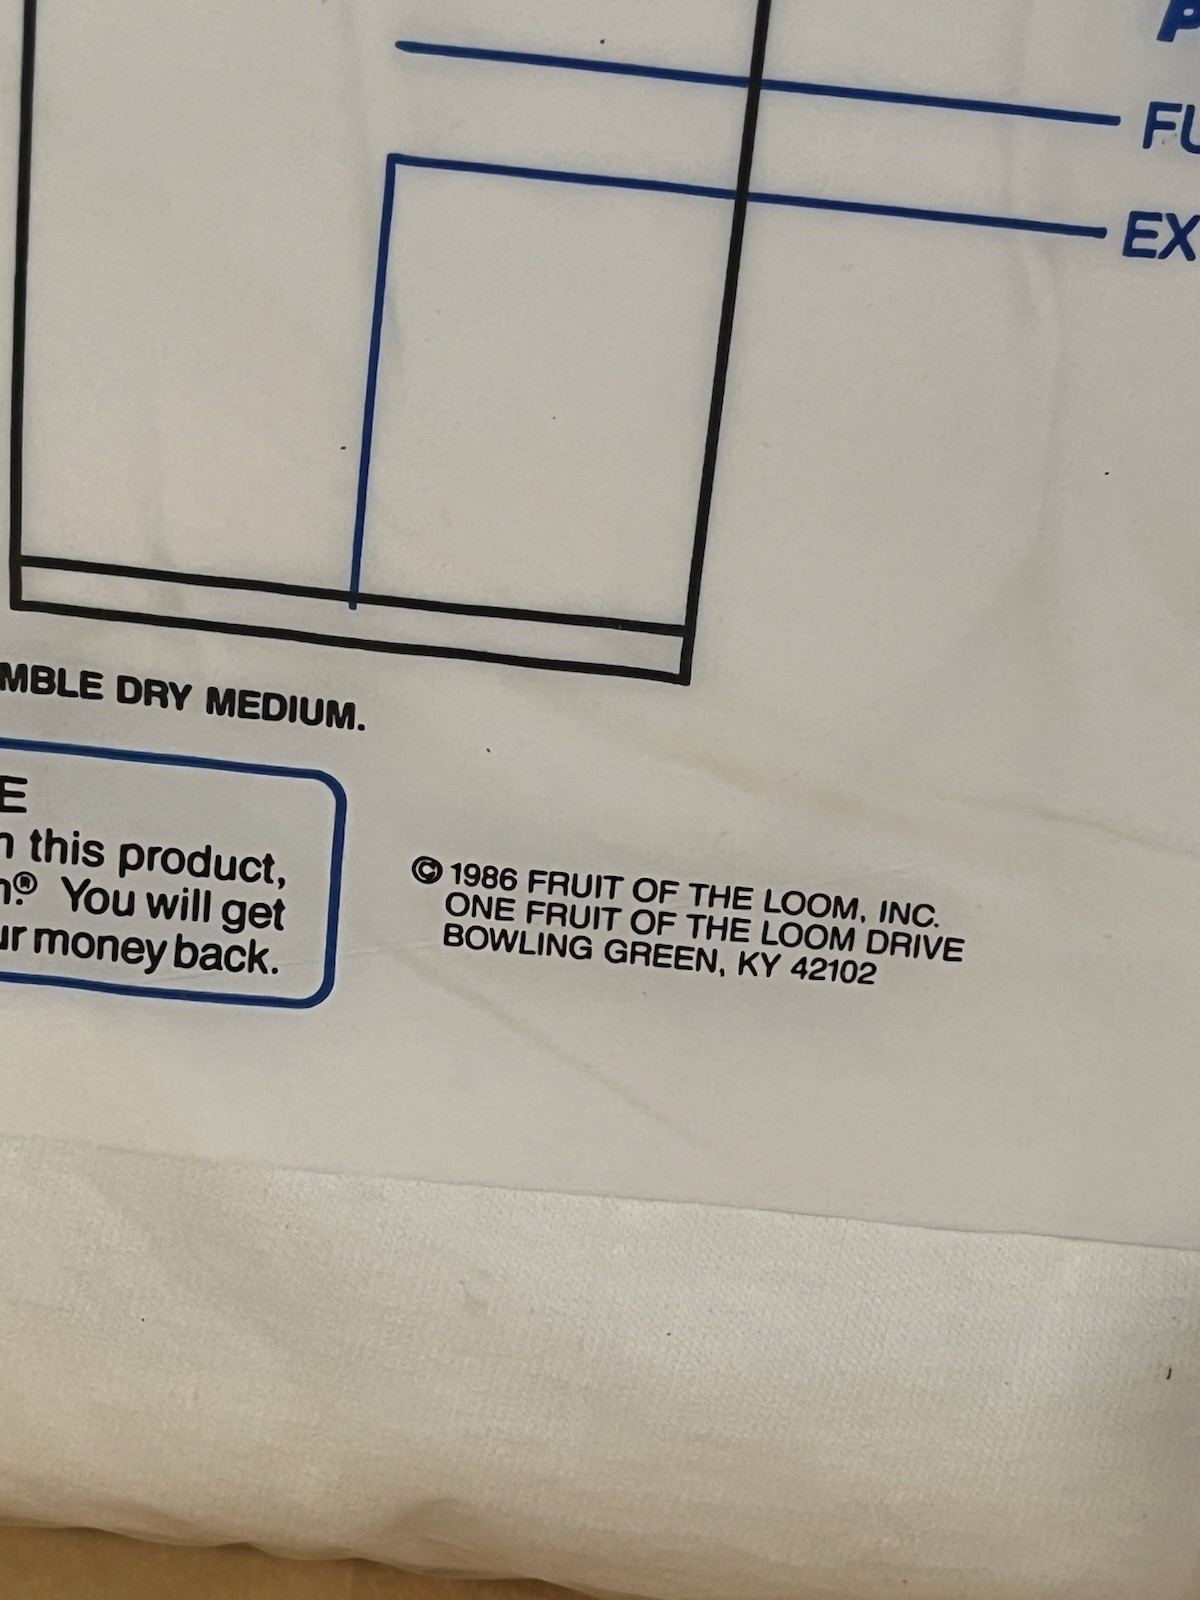 FU
EX
MBLE DRY MEDIUM.
E
n this product,
n.® You will get
ur money back.
© 1986 FRUIT OF THE LOOM, INC.
ONE FRUIT OF THE LOOM DRIVE
BOWLING GREEN, KY 42102